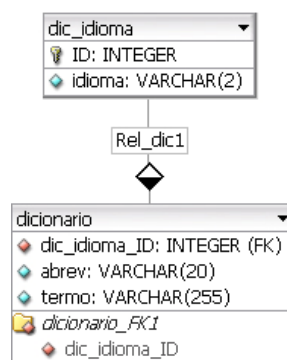 dic_idioma
ID: INTEGER
idioma: VARCHAR(2)
Rel_dic1
dicionario
dic_idioma_ID: INTEGER (FK)
abrev: VARCHAR(20)
termo: VARCHAR(255)
dicionario_FK1
dic_idioma_ID